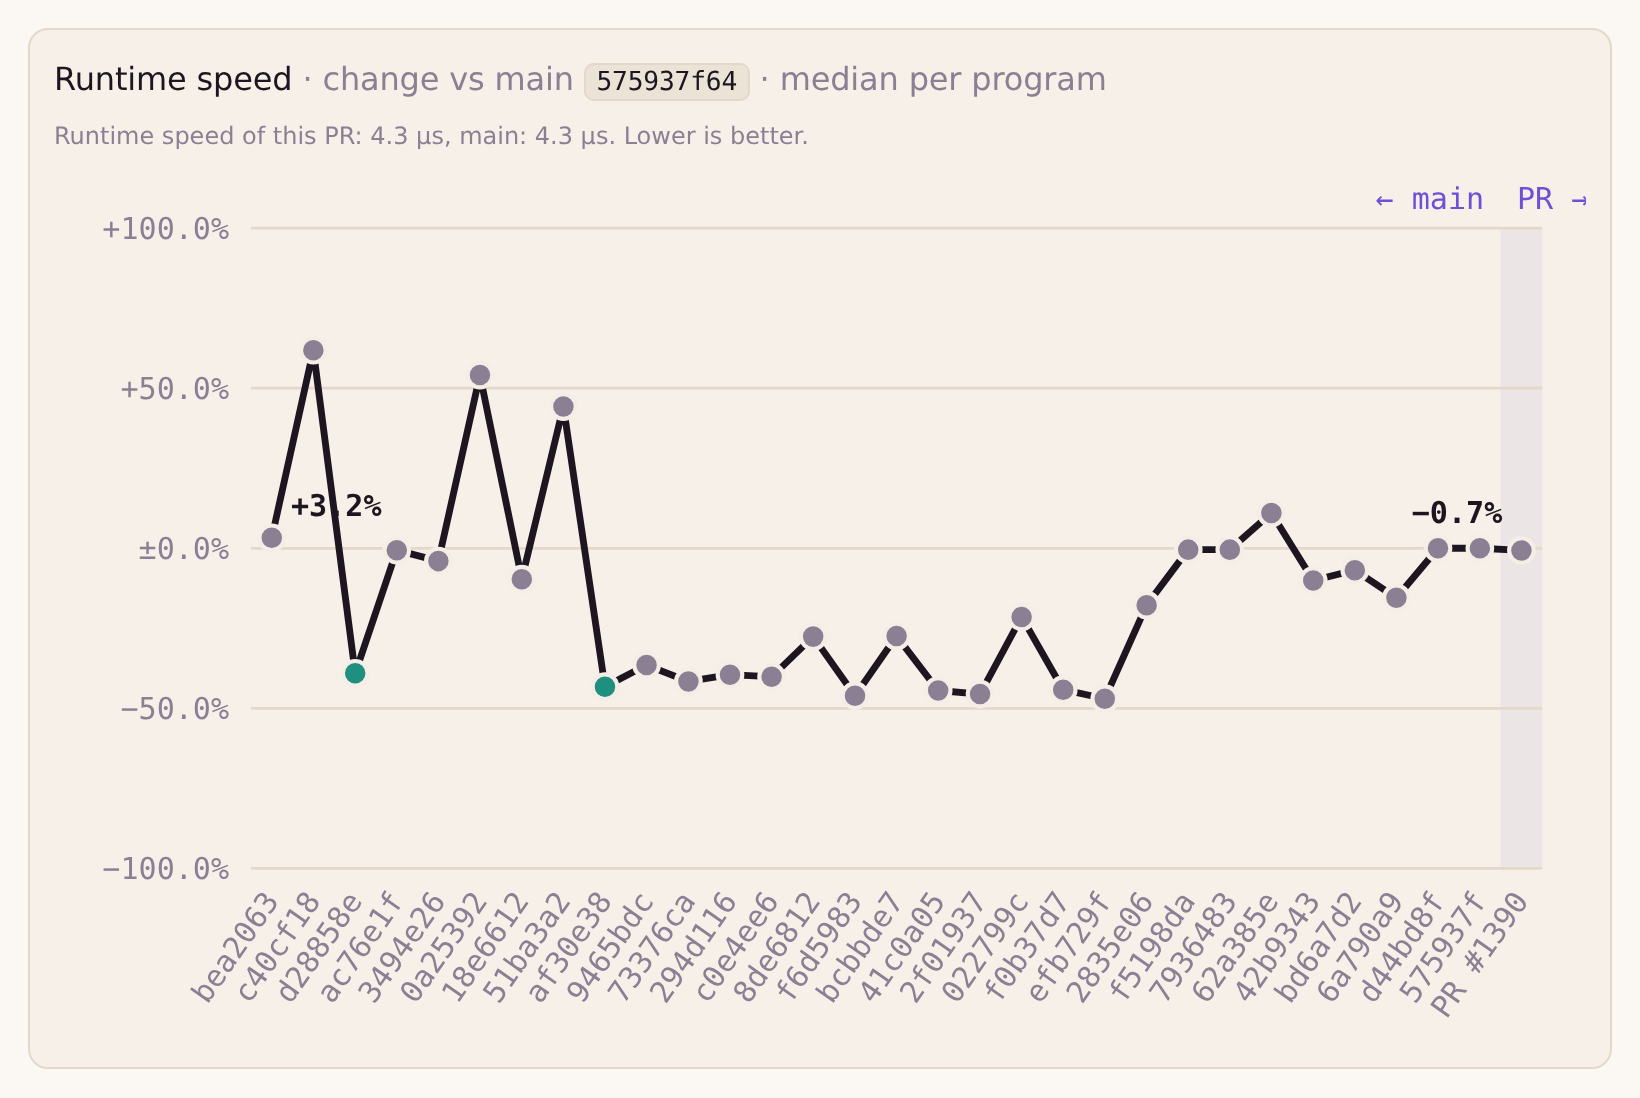 Runtime speed · change vs main 575937f64 · median per program
Runtime speed of this PR: 4.3 µs, main: 4.3 µs. Lower is better.
← main PR →
+100.0%
+50.0%
±0.0%
−50.0%
−100.0%
+3.2%
−0.7%
bea2063
c40cf18
d28858e
ac76e1f
3494e26
0a25392
18e6612
51ba3a2
af30e38
9465bdc
73376ca
294d116
c0e4ee6
8de6812
f6d5983
bcbbde7
41c0a05
2f01937
022799c
f0b37d7
efb729f
2835e06
f5198da
7936483
62a385e
42b9343
bd6a7d2
6a790a9
d44bd8f
575937f
PR #1390